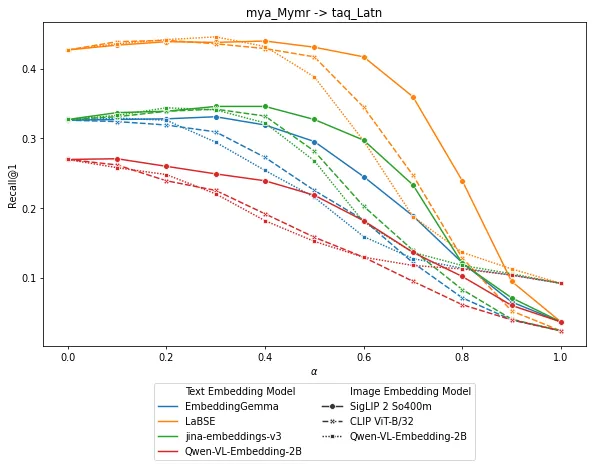 mya_Mymr -> taq_Latn
Recall@1
0.4
0.3
0.2
0.1
0.0 0.2 0.4 0.6 0.8 1.0
α
Text Embedding Model Image Embedding Model
EmbeddingGemma SigLIP 2 So400m
LaBSE CLIP ViT-B/32
jina-embeddings-v3 Qwen-VL-Embedding-2B
Qwen-VL-Embedding-2B